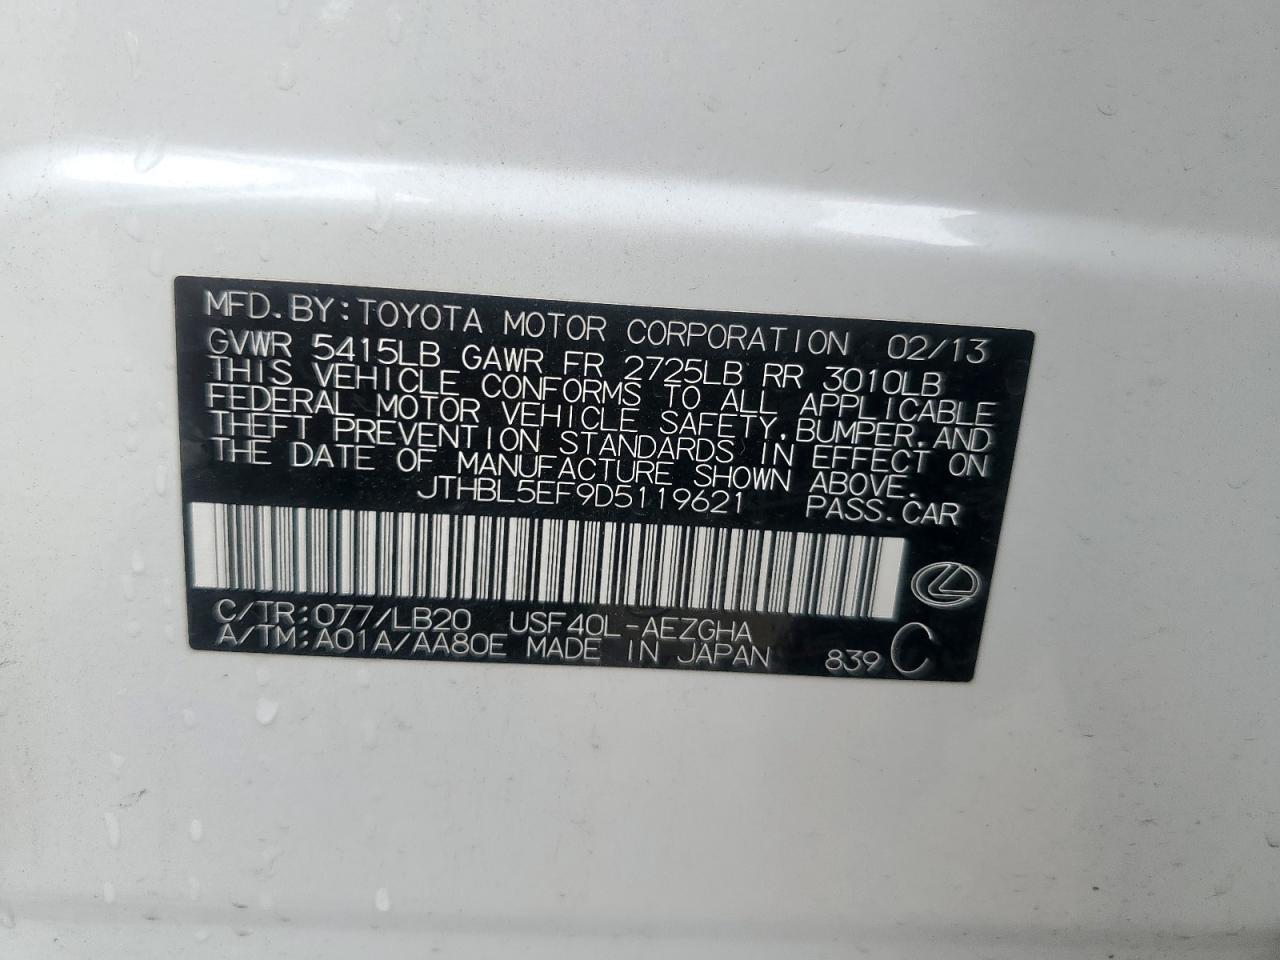 MFD.BY:TOYOTA MOTOR CORPORATION 02/13
GVWR 5415LB GAWR FR 2725LB RR 3010LB
THIS VEHICLE CONFORMS TO ALL APPLICABLE
FEDERAL MOTOR VEHICLE SAFETY,BUMPER,AND
THEFT PREVENTION STANDARDS IN EFFECT ON
THE DATE OF MANUFACTURE SHOWN ABOVE.
JTHBL5EF9D5119621 PASS.CAR
C/TR:077/LB20 USF40L-AEZGHA
A/TM:A01A/AA80E MADE IN JAPAN 839 C